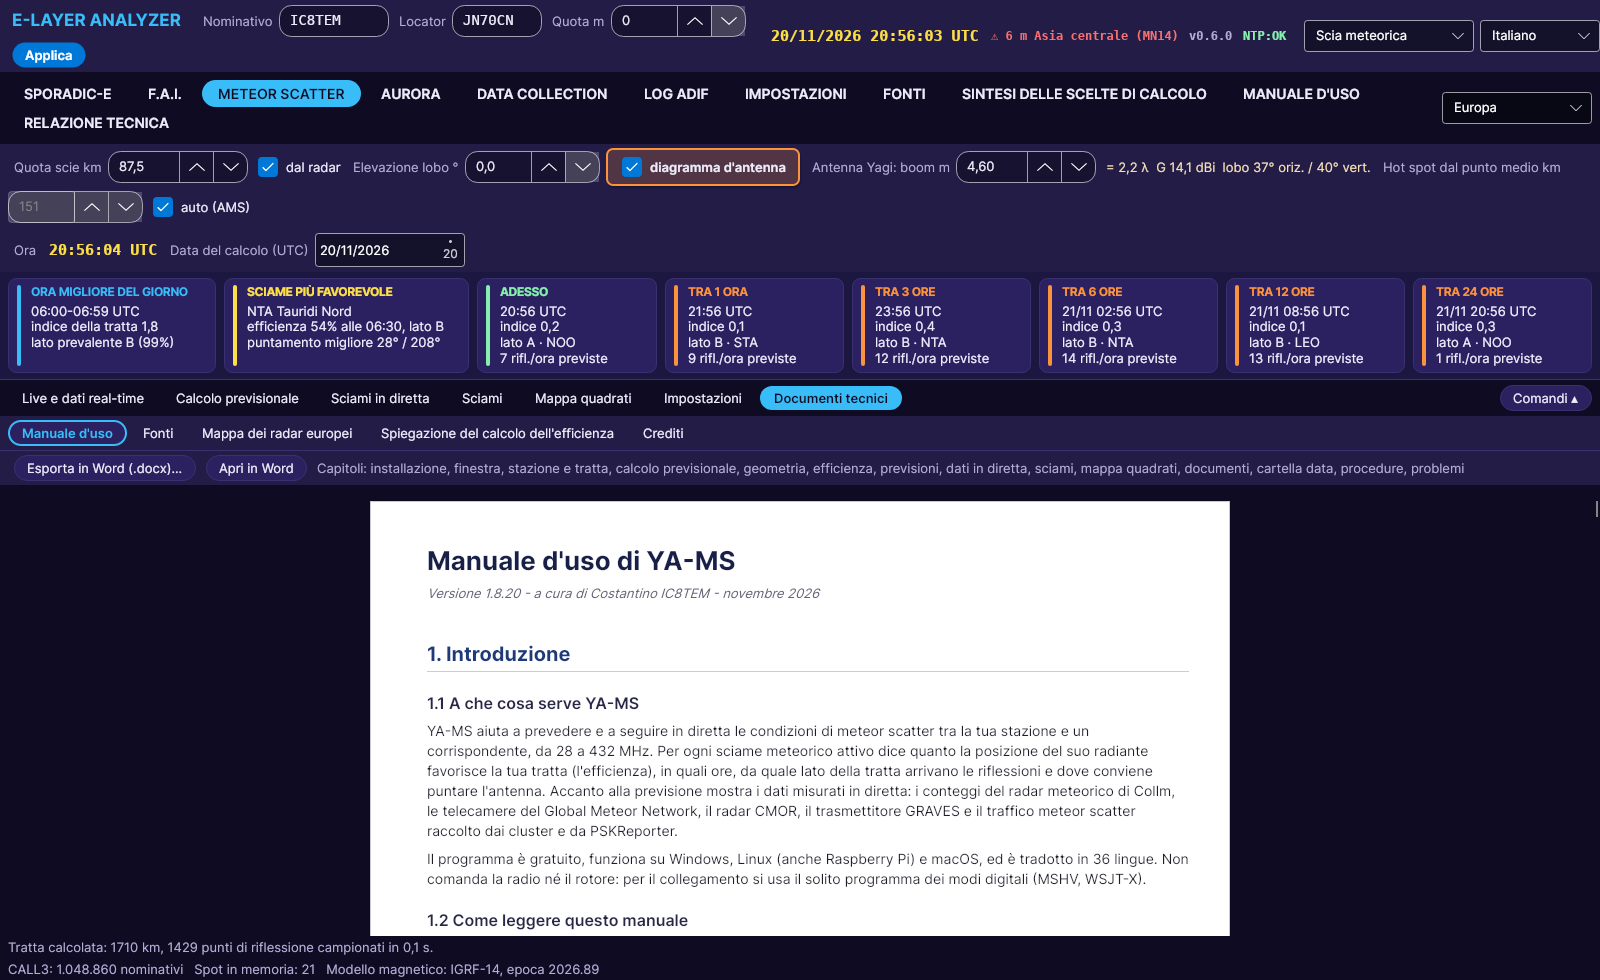 E-LAYER ANALYZER
Nominativo IC8TEM Locator JN70CN Quota m 0
20/11/2026 20:56:03 UTC ⚠ 6 m Asia centrale (MN14) v0.6.0 NTP:OK Scia meteorica Italiano
Applica
SPORADIC-E F.A.I. METEOR SCATTER AURORA DATA COLLECTION LOG ADIF IMPOSTAZIONI FONTI SINTESI DELLE SCELTE DI CALCOLO MANUALE D'USO
RELAZIONE TECNICA
Europa
Quota scie km 87,5 dal radar Elevazione lobo ° 0,0 diagramma d'antenna Antenna Yagi: boom m 4,60 = 2,2 λ G 14,1 dBi lobo 37° oriz. / 40° vert. Hot spot dal punto medio km
151 auto (AMS)
Ora 20:56:04 UTC Data del calcolo (UTC) 20/11/2026 20
ORA MIGLIORE DEL GIORNO
06:00-06:59 UTC
indice della tratta 1,8
lato prevalente B (99%)
SCIAME PIÙ FAVOREVOLE
NTA Tauridi Nord
efficienza 54% alle 06:30, lato B
puntamento migliore 28° / 208°
ADESSO
20:56 UTC
indice 0,2
lato A · NOO
7 rifl./ora previste
TRA 1 ORA
21:56 UTC
indice 0,1
lato B · STA
9 rifl./ora previste
TRA 3 ORE
23:56 UTC
indice 0,4
lato B · NTA
12 rifl./ora previste
TRA 6 ORE
21/11 02:56 UTC
indice 0,3
lato B · NTA
14 rifl./ora previste
TRA 12 ORE
21/11 08:56 UTC
indice 0,1
lato B · LEO
13 rifl./ora previste
TRA 24 ORE
21/11 20:56 UTC
indice 0,3
lato A · NOO
1 rifl./ora previste
Live e dati real-time Calcolo previsionale Sciami in diretta Sciami Mappa quadrati Impostazioni Documenti tecnici Comandi ▴
Manuale d'uso Fonti Mappa dei radar europei Spiegazione del calcolo dell'efficienza Crediti
Esporta in Word (.docx)... Apri in Word Capitoli: installazione, finestra, stazione e tratta, calcolo previsionale, geometria, efficienza, previsioni, dati in diretta, sciami, mappa quadrati, documenti, cartella data, procedure, problemi
Manuale d'uso di YA-MS
Versione 1.8.20 - a cura di Costantino IC8TEM - novembre 2026
1. Introduzione
1.1 A che cosa serve YA-MS
YA-MS aiuta a prevedere e a seguire in diretta le condizioni di meteor scatter tra la tua stazione e un
corrispondente, da 28 a 432 MHz. Per ogni sciame meteorico attivo dice quanto la posizione del suo radiante
favorisce la tua tratta (l'efficienza), in quali ore, da quale lato della tratta arrivano le riflessioni e dove conviene
puntare l'antenna. Accanto alla previsione mostra i dati misurati in diretta: i conteggi del radar meteorico di Collm,
le telecamere del Global Meteor Network, il radar CMOR, il trasmettitore GRAVES e il traffico meteor scatter
raccolto dai cluster e da PSKReporter.
Il programma è gratuito, funziona su Windows, Linux (anche Raspberry Pi) e macOS, ed è tradotto in 36 lingue. Non
comanda la radio né il rotore: per il collegamento si usa il solito programma dei modi digitali (MSHV, WSJT-X).
1.2 Come leggere questo manuale
Tratta calcolata: 1710 km, 1429 punti di riflessione campionati in 0,1 s.
CALL3: 1.048.860 nominativi Spot in memoria: 21 Modello magnetico: IGRF-14, epoca 2026.89